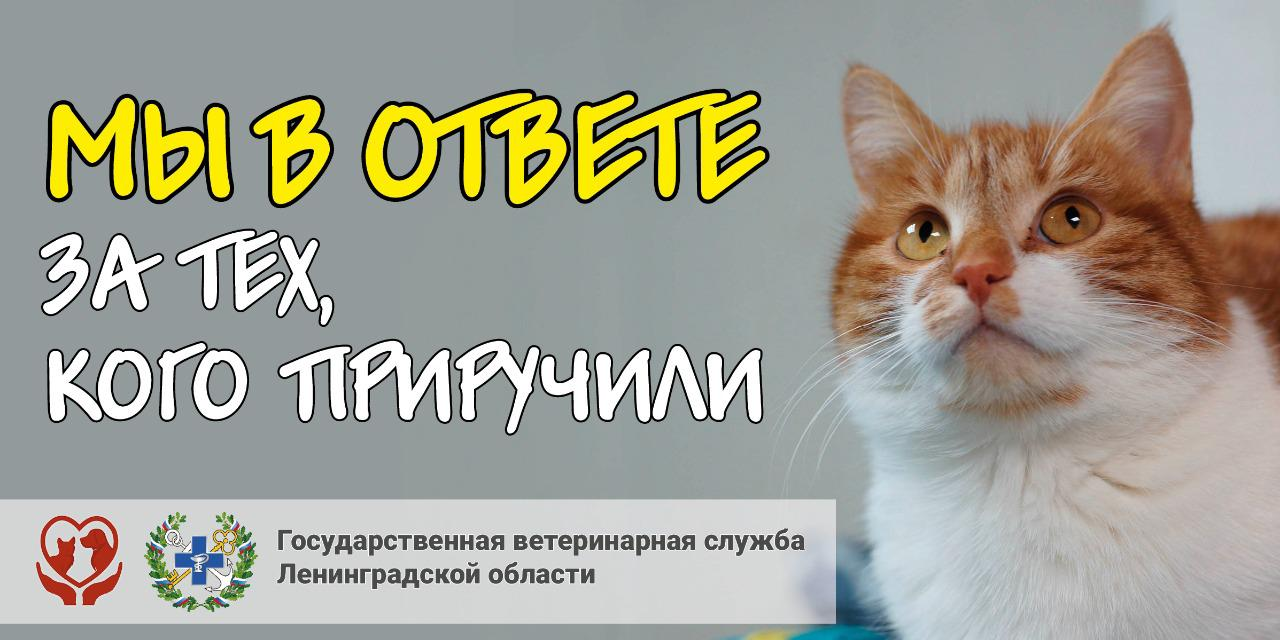 МЫ В ОТВЕТЕ
ЗА ТЕХ,
КОГО ПРИРУЧИЛИ
Государственная ветеринарная служба
Ленинградской области